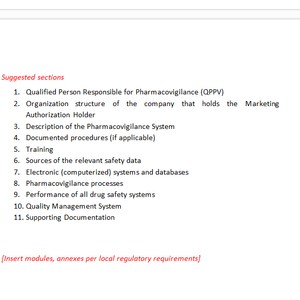 Suggested sections
1. Qualified Person Responsible for Pharmacovigilance (QPPV)
2. Organization structure of the company that holds the Marketing
Authorization Holder
3. Description of the Pharmacovigilance System
4. Documented procedures (if applicable)
5. Training
6. Sources of the relevant safety data
7. Electronic (computerized) systems and databases
8. Pharmacovigilance processes
9. Performance of all drug safety systems
10. Quality Management System
11. Supporting Documentation
[Insert modules, annexes per local regulatory requirements]